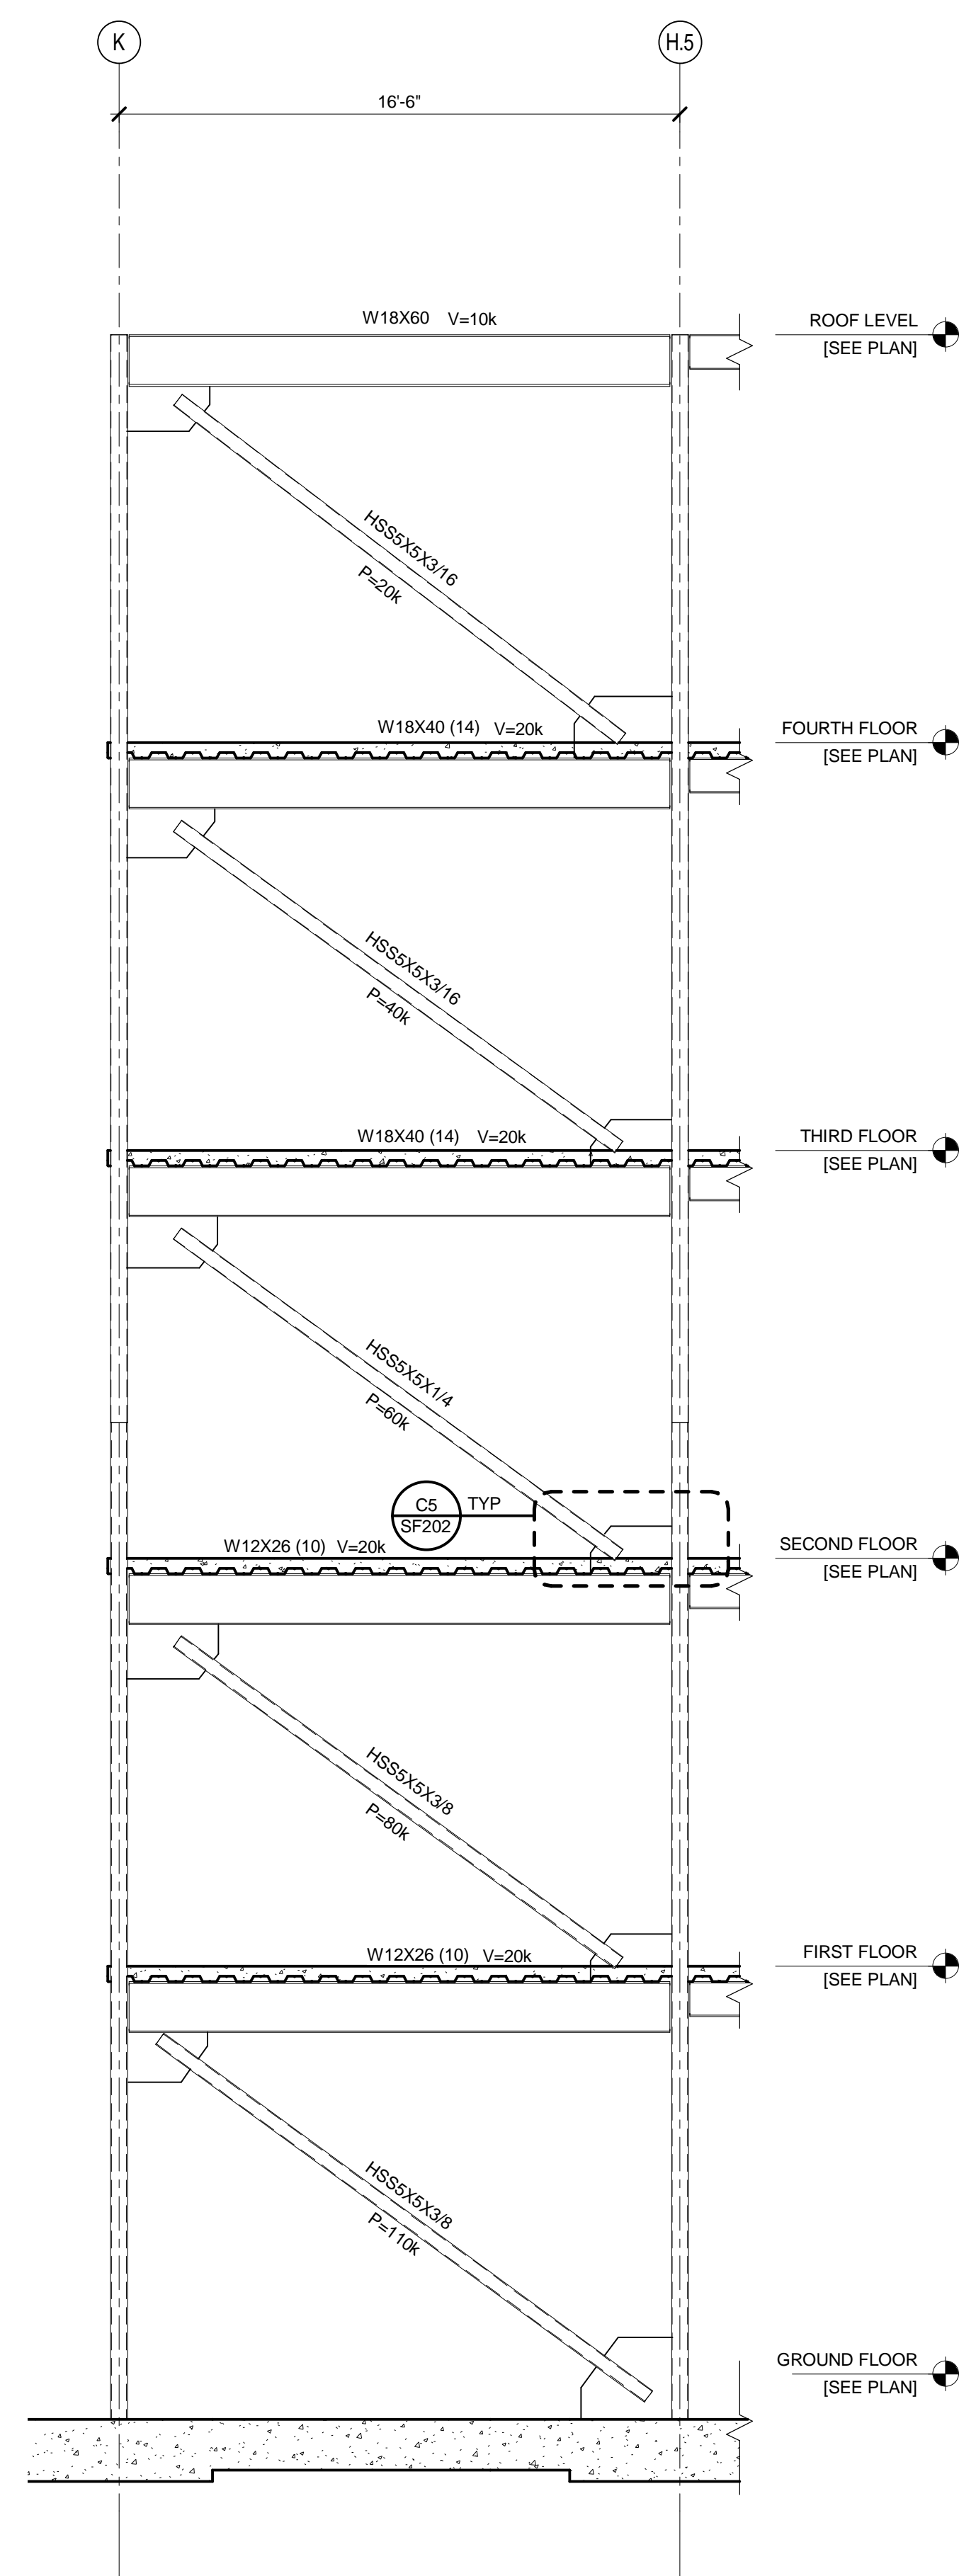 K
H.5
16'-6"
W18X60 V=10k
ROOF LEVEL
[SEE PLAN]
HSS5X5X3/16
P=20k
W18X40 (14) V=20k
FOURTH FLOOR
[SEE PLAN]
HSS5X5X3/16
P=40k
W18X40 (14) V=20k
THIRD FLOOR
[SEE PLAN]
HSS5X5X1/4
P=60k
C5
TYP
SF202
W12X26 (10) V=20k
SECOND FLOOR
[SEE PLAN]
HSS5X5X3/8
P=80k
W12X26 (10) V=20k
FIRST FLOOR
[SEE PLAN]
HSS5X5X3/8
P=110k
GROUND FLOOR
[SEE PLAN]